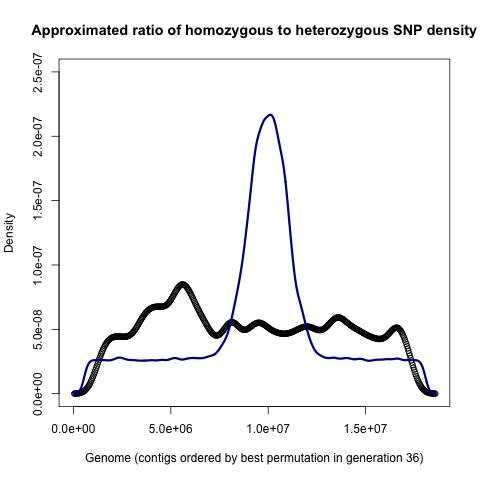 Approximated ratio of homozygous to heterozygous SNP density
Density
2.5e-07
2.0e-07
1.5e-07
1.0e-07
5.0e-08
0.0e+00
0.0e+00 5.0e+06 1.0e+07 1.5e+07
Genome (contigs ordered by best permutation in generation 36)